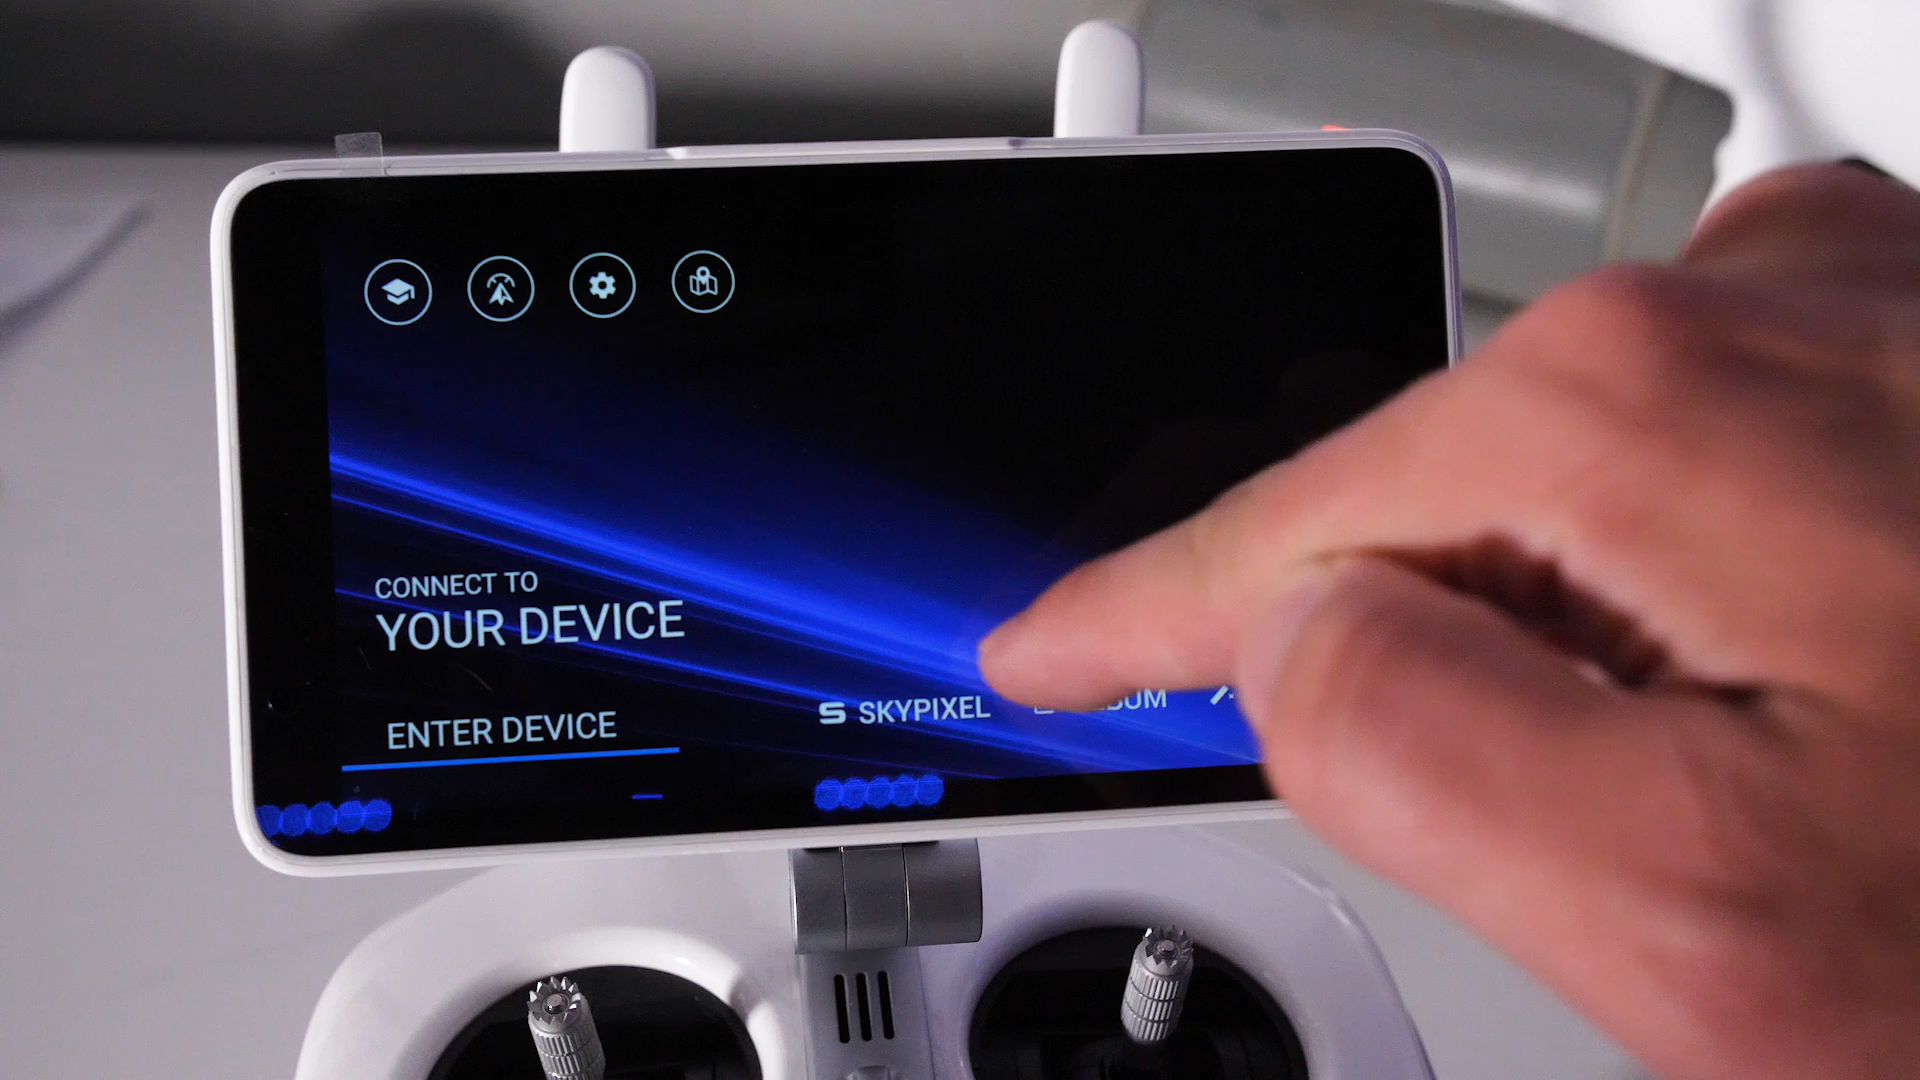 CONNECT TO
YOUR DEVICE
ENTER DEVICE
SKYPIXEL